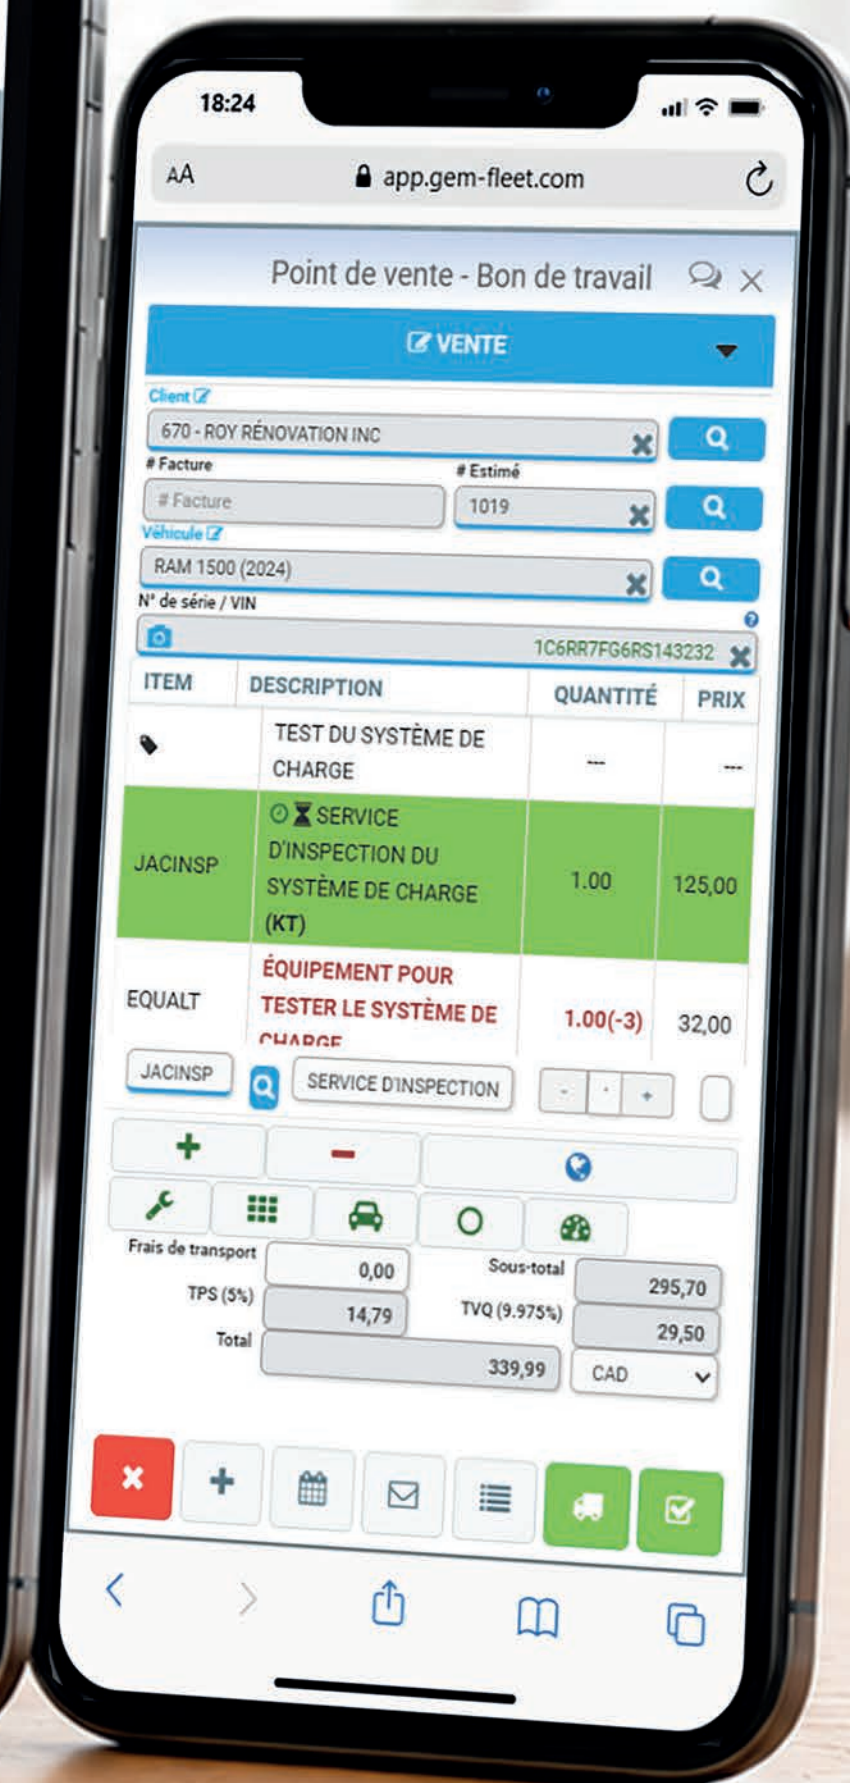 18:24
AA app.gem-fleet.com
Point de vente - Bon de travail
VENTE
Client
670 - ROY RÉNOVATION INC
# Facture # Estimé
# Facture 1019
Véhicule
RAM 1500 (2024)
N° de série / VIN
1C6RR7FG6RS143232
ITEM DESCRIPTION QUANTITÉ PRIX
TEST DU SYSTÈME DE
CHARGE --- ---
SERVICE
D'INSPECTION DU
JACINSP SYSTÈME DE CHARGE 1.00 125,00
(KT)
ÉQUIPEMENT POUR
EQUALT TESTER LE SYSTÈME DE 1.00(-3) 32,00
CHARGE
JACINSP SERVICE D'INSPECTION - · +
Frais de transport 0,00 Sous-total 295,70
TPS (5%) 14,79 TVQ (9.975%) 29,50
Total 339,99 CAD